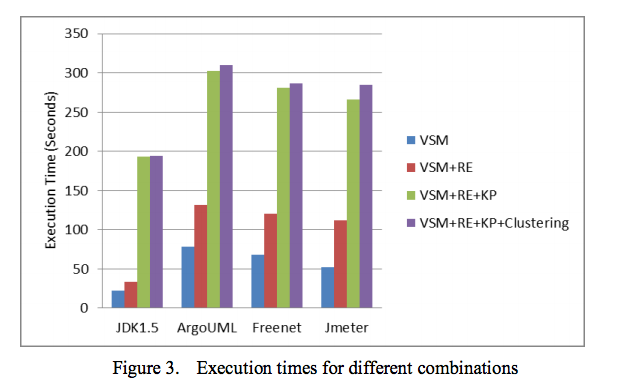 350
300
250
200
150
100
50
0
Execution Time (Seconds)
JDK1.5 ArgoUML Freenet Jmeter
VSM
VSM+RE
VSM+RE+KP
VSM+RE+KP+Clustering
Figure 3. Execution times for different combinations